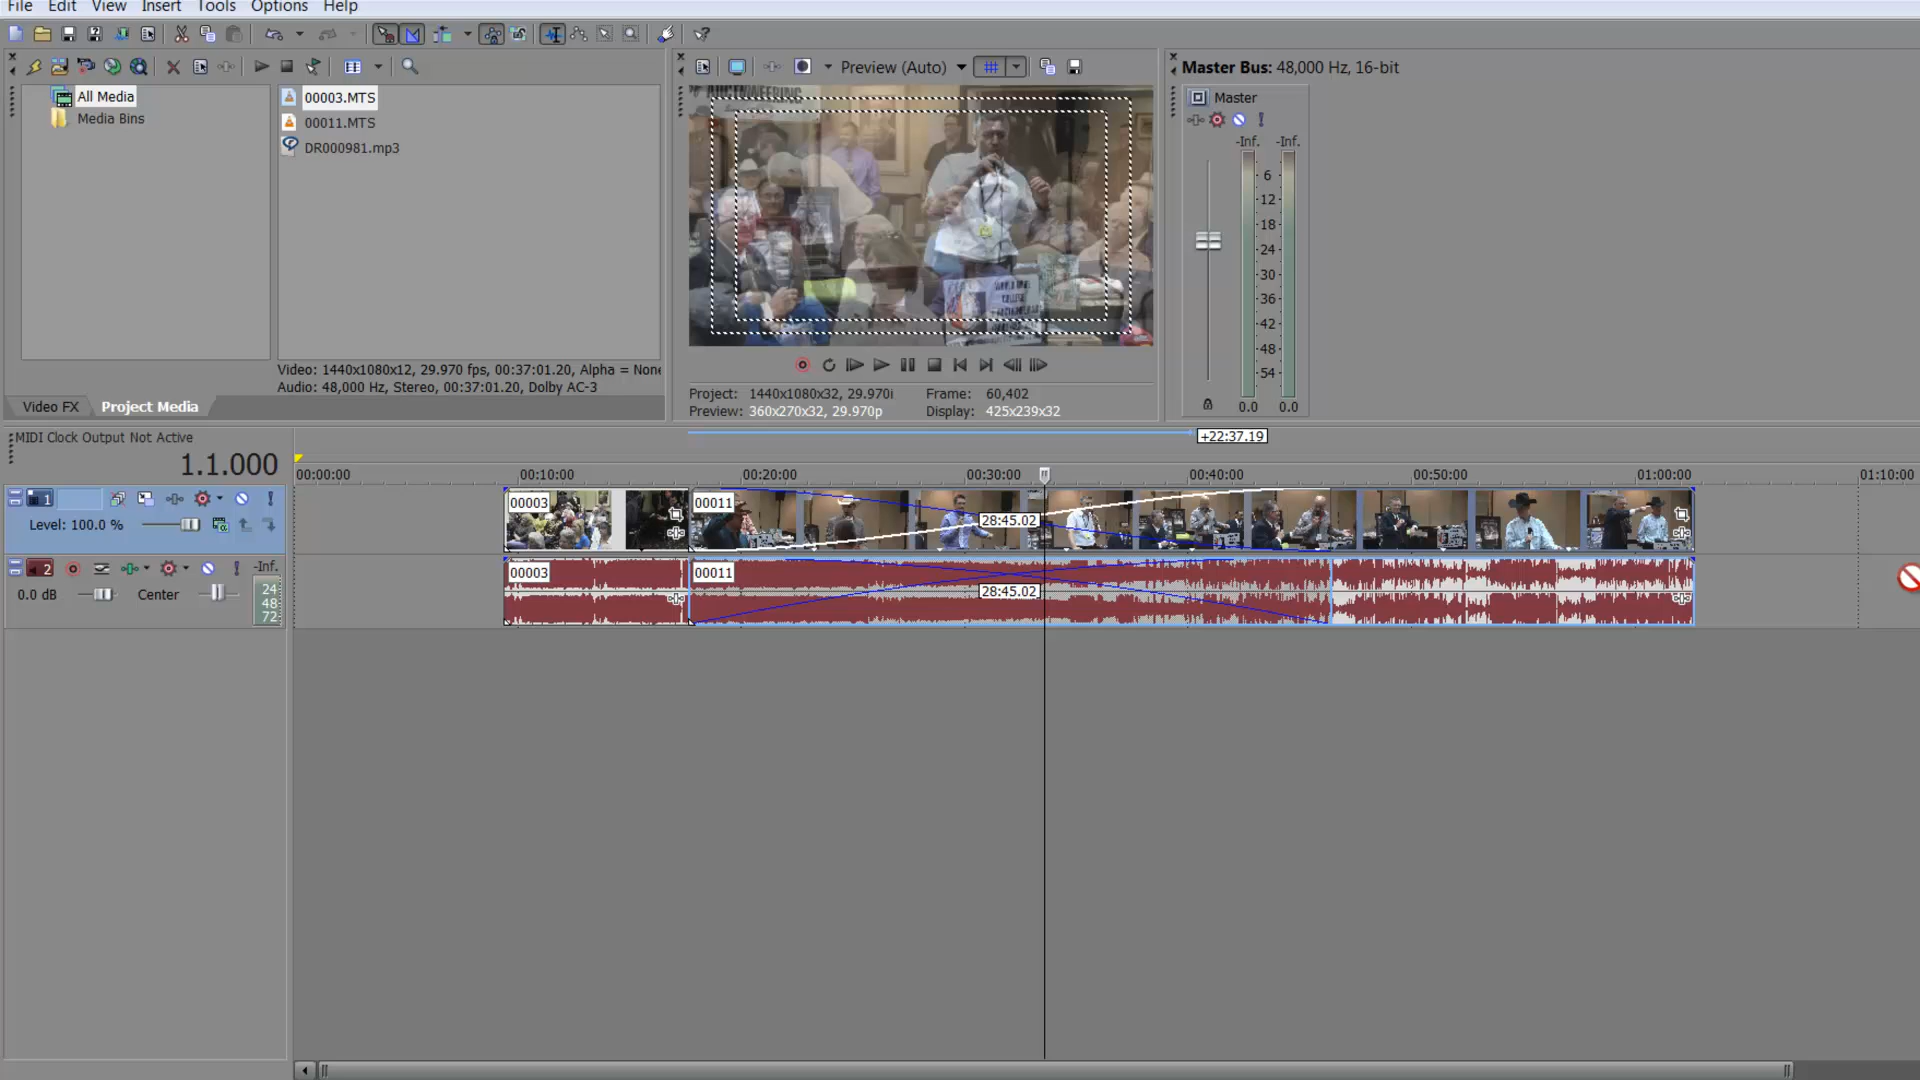 File Edit View Insert Tools Options Help
Preview (Auto)
Master Bus: 48,000 Hz, 16-bit
All Media
Media Bins
00003.MTS
00011.MTS
DR000981.mp3
Master
-Inf. -Inf.
6
12
18
24
30
36
42
48
54
0.0 0.0
Video: 1440x1080x12, 29.970 fps, 00:37:01.20, Alpha = None
Audio: 48,000 Hz, Stereo, 00:37:01.20, Dolby AC-3
Video FX
Project Media
Project: 1440x1080x32, 29.970i
Frame: 60,402
Preview: 360x270x32, 29.970p
Display: 425x239x32
MIDI Clock Output Not Active
+22:37.19
1.1.000
00:00:00 00:10:00 00:20:00 00:30:00 00:40:00 00:50:00 01:00:00 01:10:00
1
Level: 100.0 %
00003
00011
28:45.02
2
-Inf.
0.0 dB
Center
24
48
72
00003
00011
28:45.02